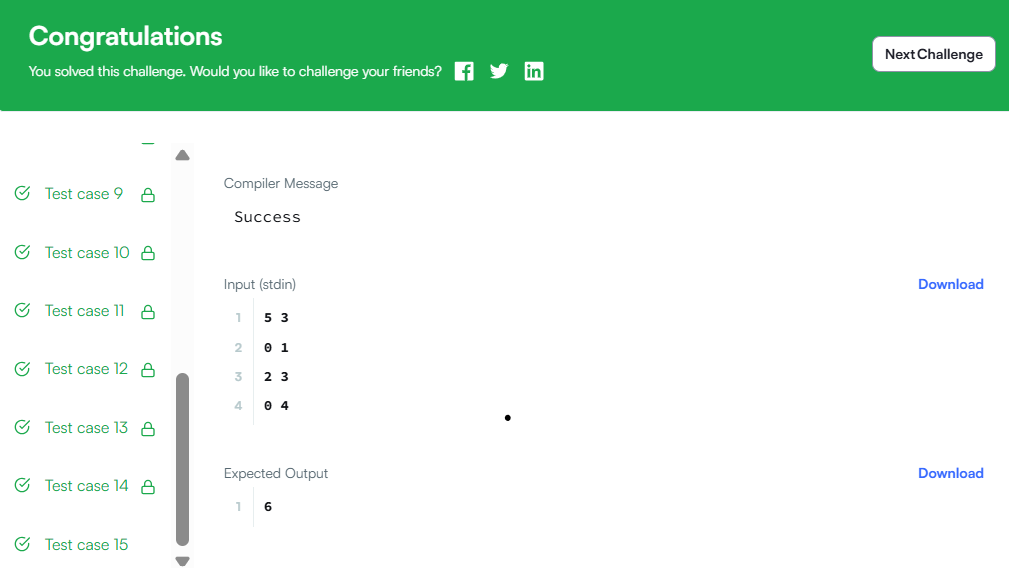 Congratulations
You solved this challenge. Would you like to challenge your friends?
Next Challenge
Test case 9
Test case 10
Test case 11
Test case 12
Test case 13
Test case 14
Test case 15
Compiler Message
Success
Input (stdin)
Download
1 5 3
2 0 1
3 2 3
4 0 4
Expected Output
Download
1 6